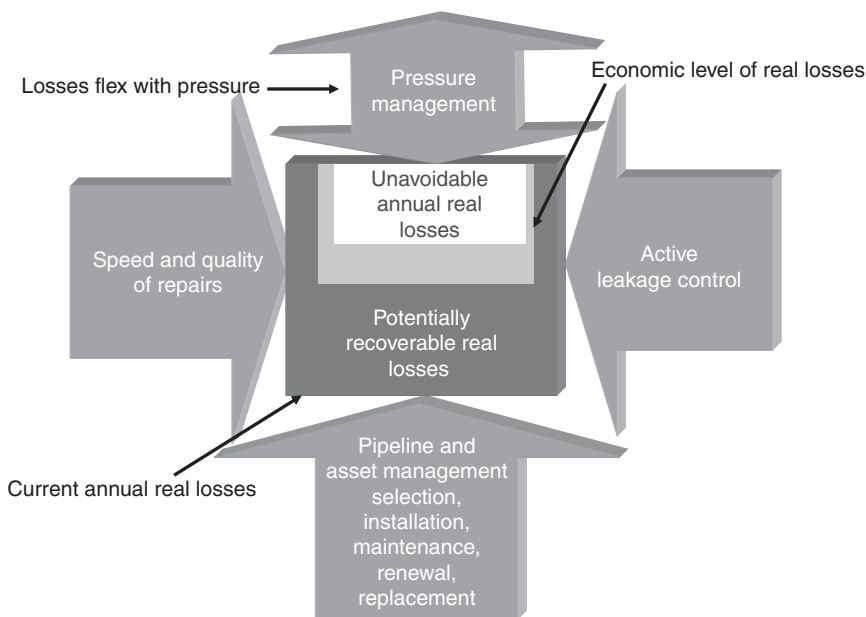 Losses flex with pressure
Pressure
management
Economic level of real losses
Unavoidable
annual real
losses
Speed and quality
of repairs
Active
leakage control
Potentially
recoverable real
losses
Current annual real losses
Pipeline and
asset management
selection,
installation,
maintenance,
renewal,
replacement